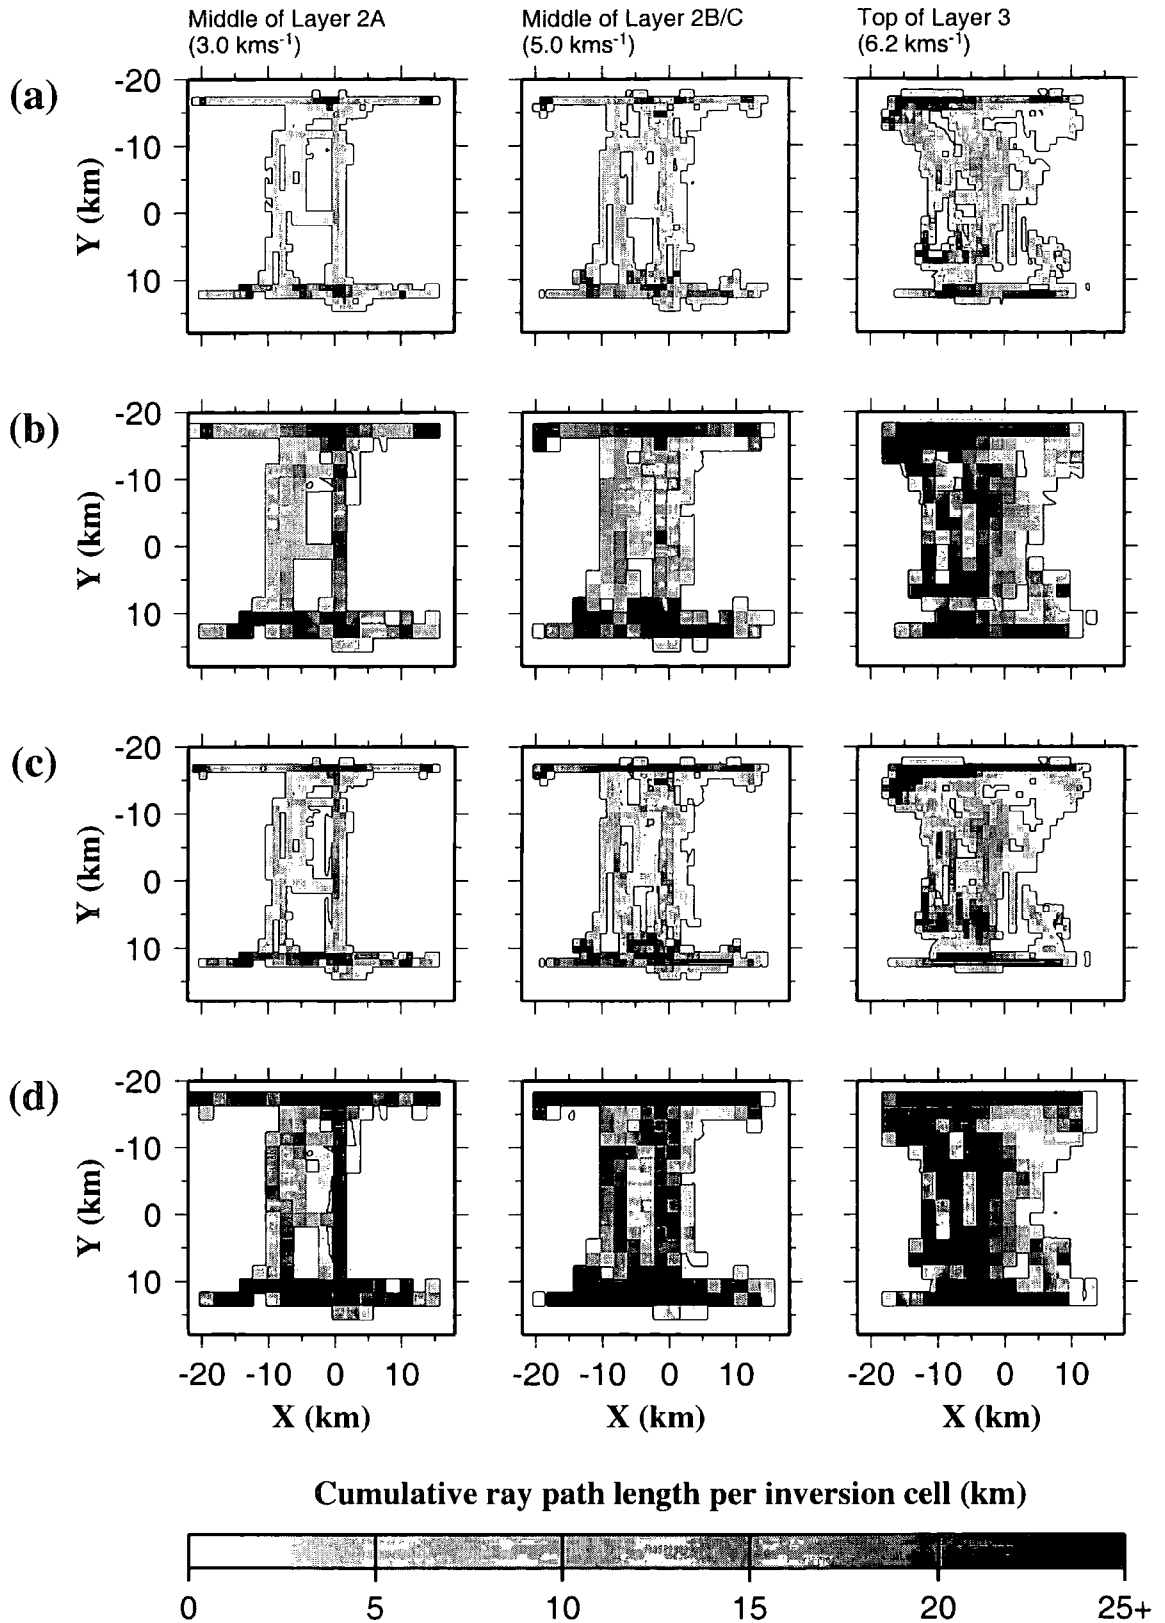 Middle of Layer 2A
(3.0 kms⁻¹)
Middle of Layer 2B/C
(5.0 kms⁻¹)
Top of Layer 3
(6.2 kms⁻¹)
(a)
Y (km)
-20
-10
0
10
(b)
Y (km)
-20
-10
0
10
(c)
Y (km)
-20
-10
0
10
(d)
Y (km)
-20
-10
0
10
-20 -10 0 10
-20 -10 0 10
-20 -10 0 10
X (km)
X (km)
X (km)
Cumulative ray path length per inversion cell (km)
0 5 10 15 20 25+